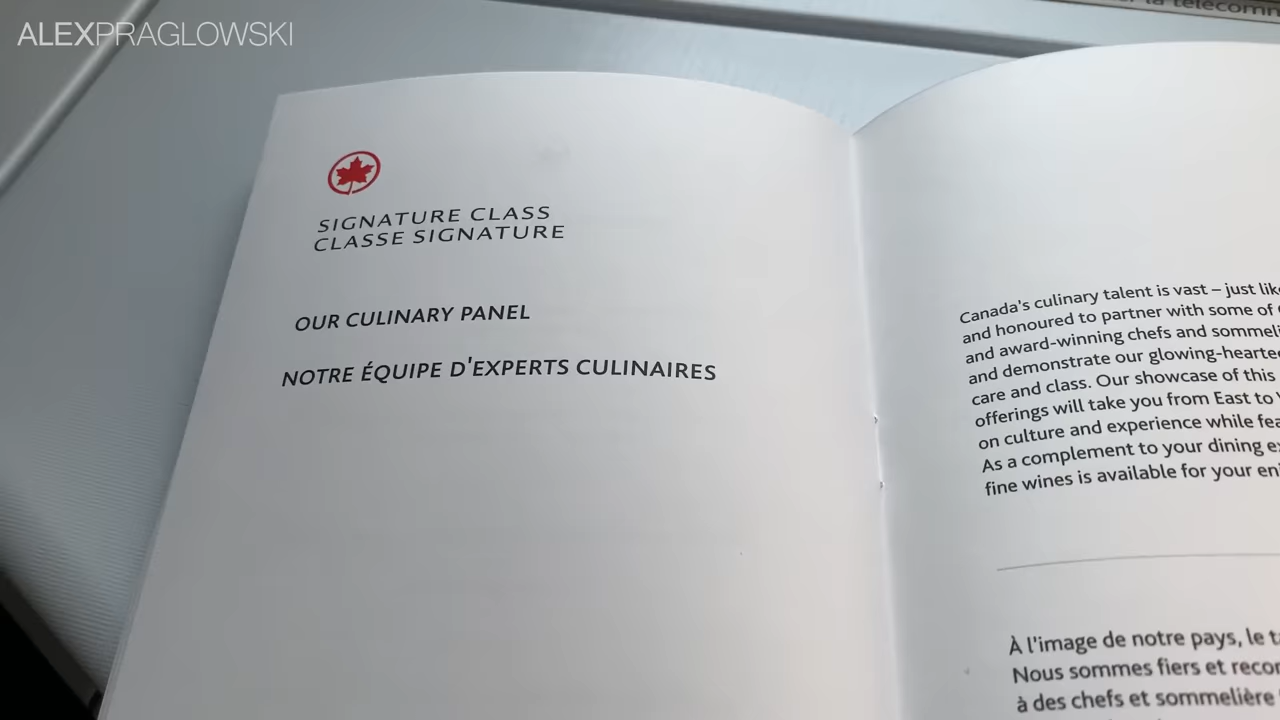 ALEXPRAGLOWSKI
la télécomm
SIGNATURE CLASS
CLASSE SIGNATURE
OUR CULINARY PANEL
NOTRE ÉQUIPE D'EXPERTS CULINAIRES
Canada's culinary talent is vast – just
and honoured to partner with some of
and award-winning chefs and
and demonstrate our
care and class. Our showcase of this
offerings will take you from East to
on culture and experience while
As a complement to your dining
fine wines is available for your
À l'image de notre pays, le
Nous sommes fiers et
à des chefs et sommelière